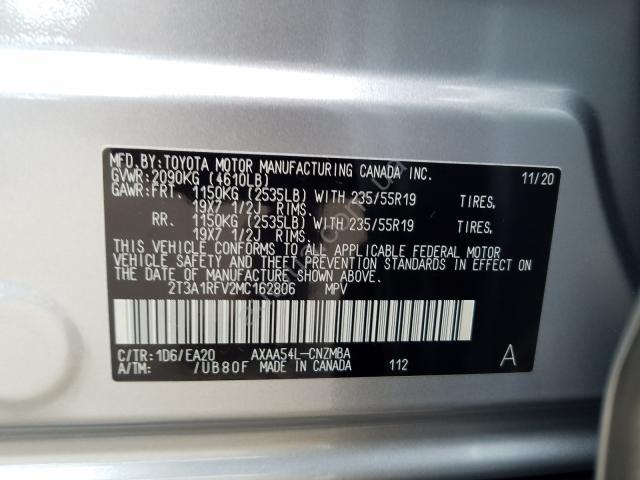 MFD.BY:TOYOTA MOTOR MANUFACTURING CANADA INC. 11/20
GVWR:2090KG (4610LB)
GAWR:FRT. 1150KG (2535LB) WITH 235/55R19 TIRES,
19X7 1/2J RIMS.
RR. 1150KG (2535LB) WITH 235/55R19 TIRES,
19X7 1/2J RIMS.
THIS VEHICLE CONFORMS TO ALL APPLICABLE FEDERAL MOTOR
VEHICLE SAFETY AND THEFT PREVENTION STANDARDS IN EFFECT ON
THE DATE OF MANUFACTURE SHOWN ABOVE.
2T3A1RFV2MC162806 MPV
C/TR:1D6/EA20 AXAA54L-CNZMBA
A/TM: /UB80F MADE IN CANADA 112 A